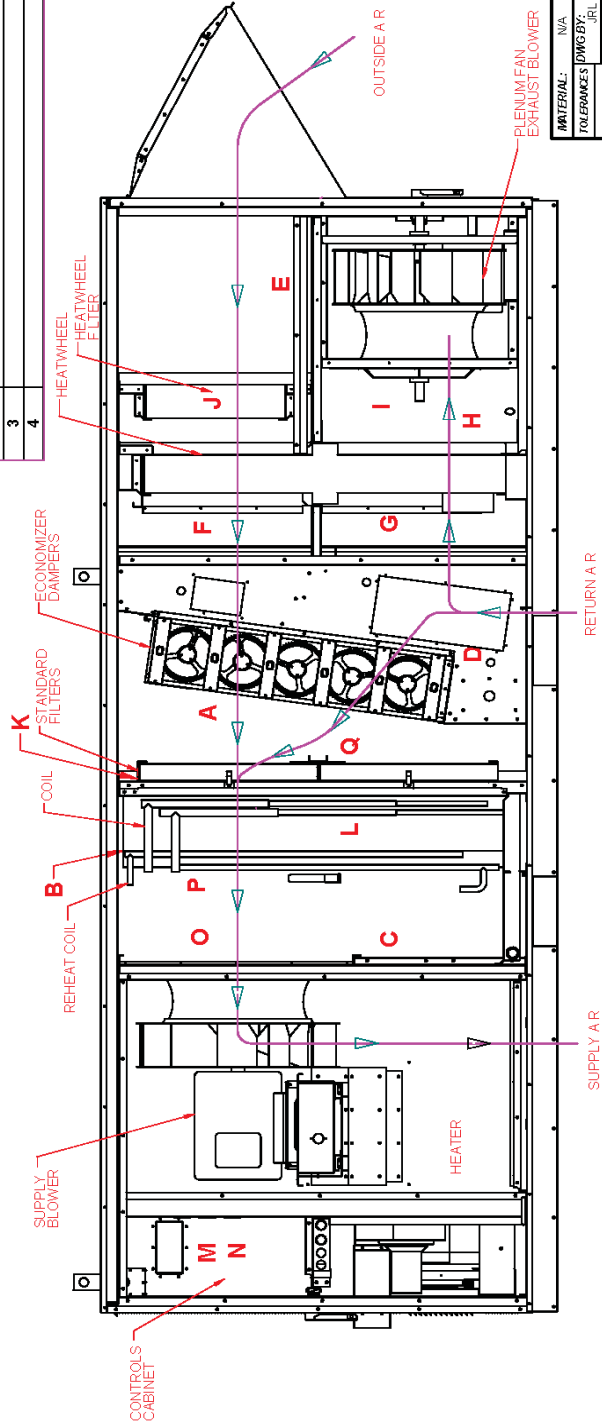 3
4
HEATWHEEL
HEATWHEEL
F LTER
ECONOMIZER
DAMPERS
K
STANDARD
FILTERS
COIL
B
REHEAT COIL
SUPPLY
BLOWER
CONTROLS
CABINET
M
N
O
P
C
L
A
Q
D
F
G
J
E
I
H
HEATER
OUTSIDE A R
PLENUM FAN
EXHAUST BLOWER
SUPPLY A R
RETURN A R
MATERIAL: N/A
TOLERANCES
DWG BY:
JRL